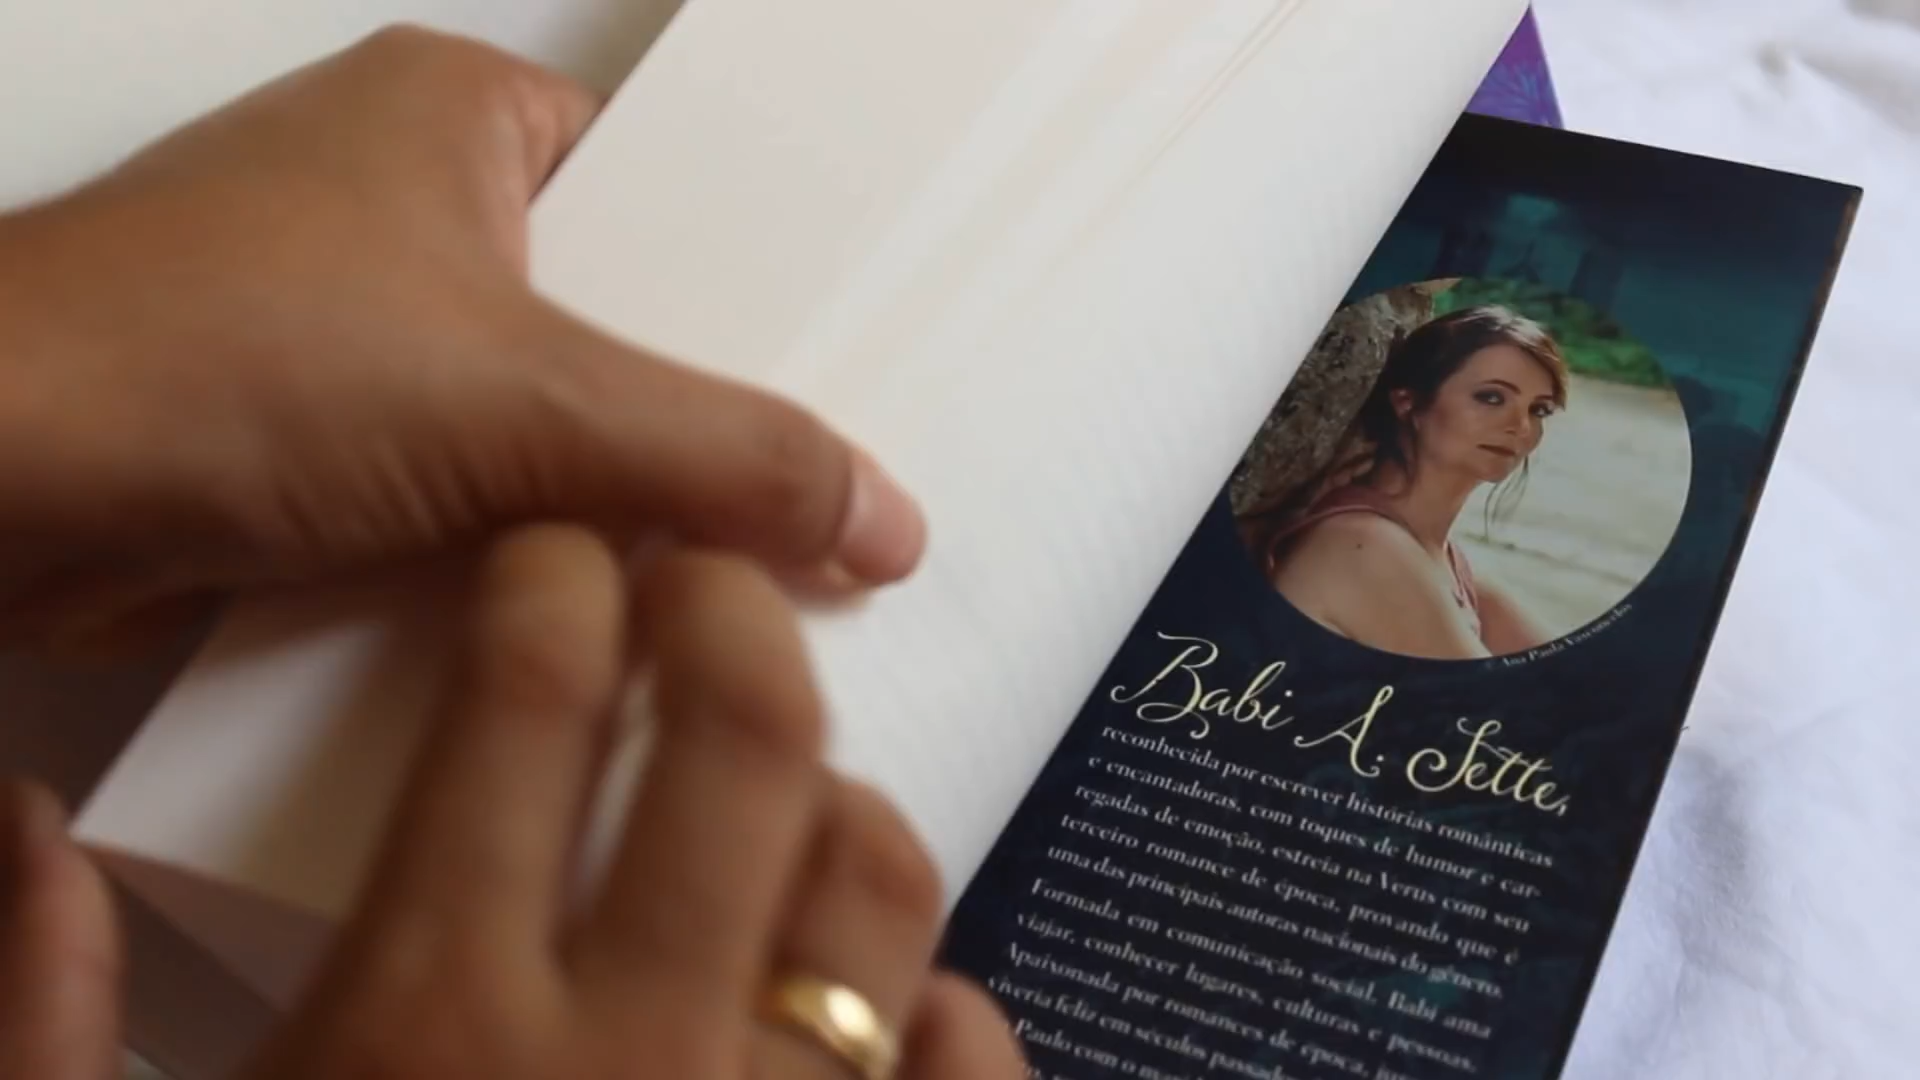 © Ana Paula Vasconcelos
Babi A. Sette,
reconhecida por escrever histórias românticas
e encantadoras, com toques de humor e car-
regadas de emoção, estreia na Verus com seu
terceiro romance de época, provando que é
uma das principais autoras nacionais do gênero.
Formada em comunicação social, Babi ama
viajar, conhecer lugares, culturas e pessoas.
Apaixonada por romances de época,
viveria feliz em séculos
Paulo com o